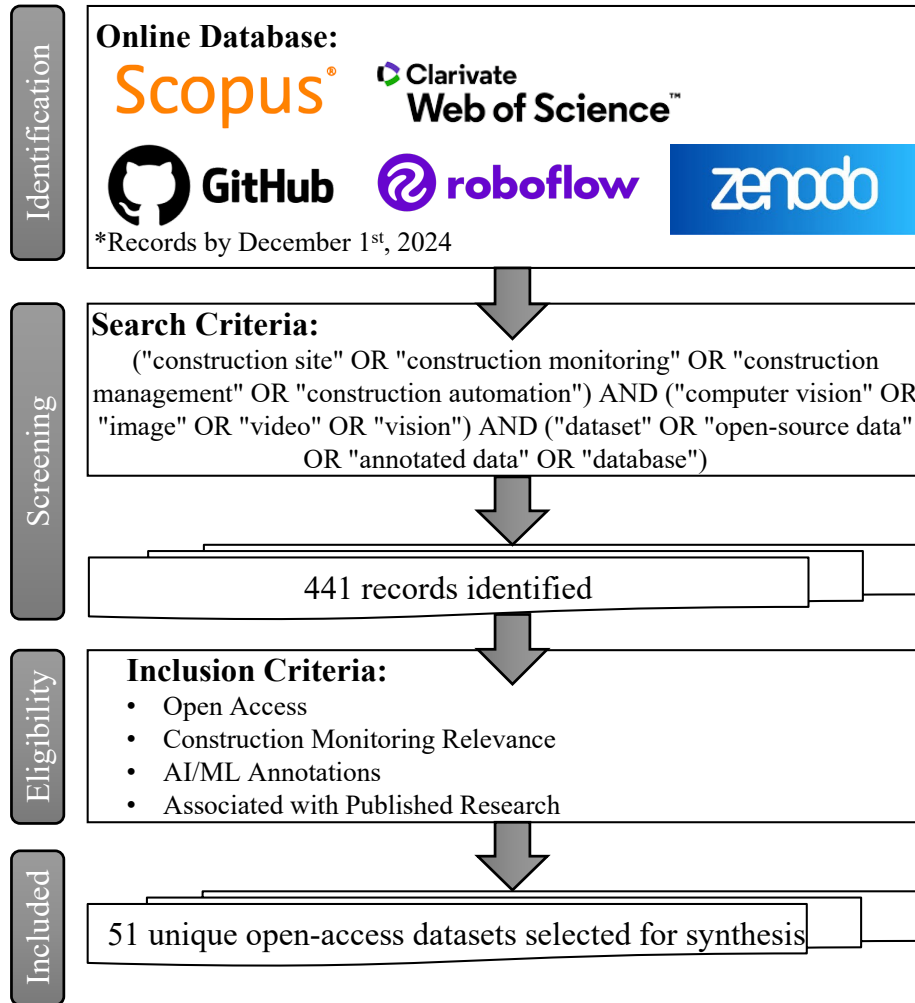 Identification
Online Database:
Scopus®
Clarivate
Web of Science™
GitHub
roboflow
zenodo
*Records by December 1st, 2024
Screening
Search Criteria:
("construction site" OR "construction monitoring" OR "construction
management" OR "construction automation") AND ("computer vision" OR
"image" OR "video" OR "vision") AND ("dataset" OR "open-source data"
OR "annotated data" OR "database")
441 records identified
Eligibility
Inclusion Criteria:
• Open Access
• Construction Monitoring Relevance
• AI/ML Annotations
• Associated with Published Research
Included
51 unique open-access datasets selected for synthesis